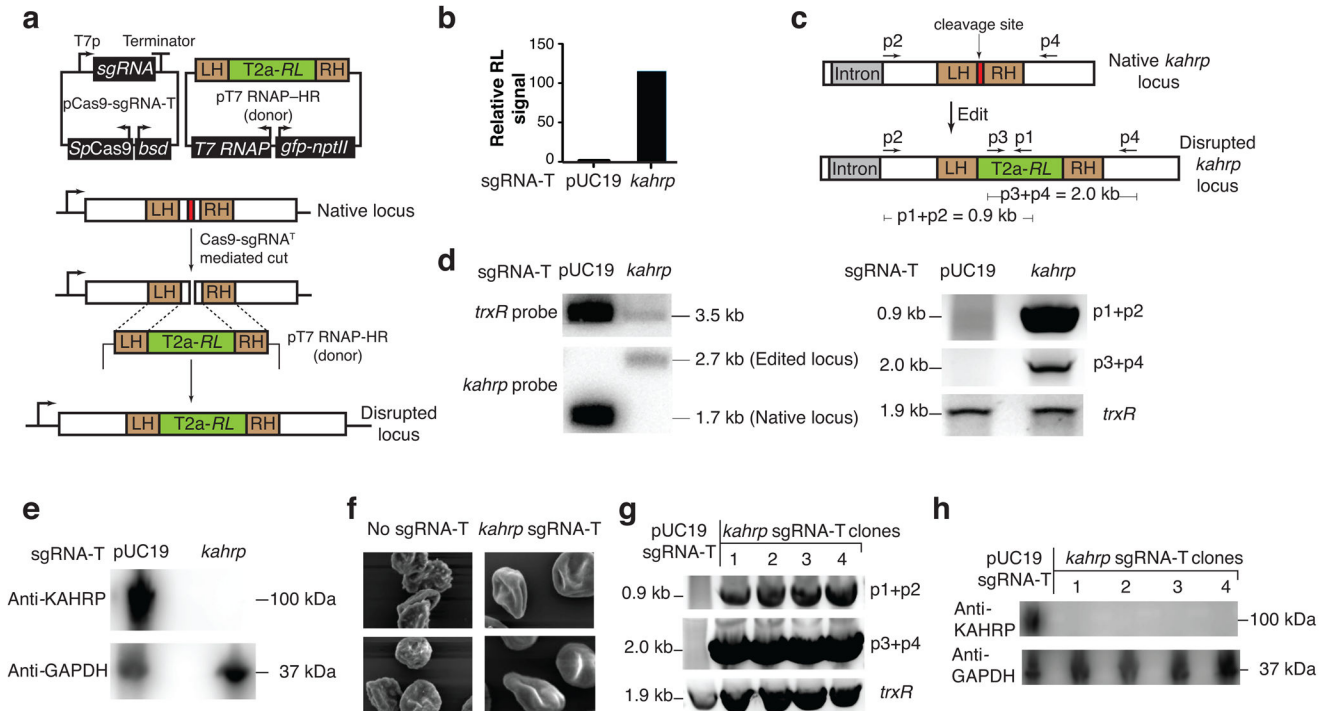 a
T7p Terminator
sgRNA
pCas9-sgRNA-T
SpCas9 bsd
LH T2a-RL RH
pT7 RNAP–HR
(donor)
T7 RNAP gfp-nptII
LH RH Native locus
Cas9-sgRNAT
mediated cut
LH RH
LH T2a-RL RH
pT7 RNAP-HR
(donor)
LH T2a-RL RH
Disrupted
locus
b
Relative RL
signal
150
100
50
0
sgRNA-T pUC19 kahrp
c
cleavage site
p2 p4
Intron LH RH
Native kahrp
locus
Edit
p2 p3 p1 p4
Intron LH T2a-RL RH
Disrupted
kahrp
locus
p3+p4 = 2.0 kb
p1+p2 = 0.9 kb
d
sgRNA-T pUC19 kahrp
trxR probe 3.5 kb
2.7 kb (Edited locus)
kahrp probe
1.7 kb (Native locus)
sgRNA-T pUC19 kahrp
0.9 kb p1+p2
2.0 kb p3+p4
1.9 kb trxR
e
sgRNA-T pUC19 kahrp
Anti-KAHRP 100 kDa
Anti-GAPDH 37 kDa
f
No sgRNA-T kahrp sgRNA-T
g
pUC19
sgRNA-T
kahrp sgRNA-T clones
1 2 3 4
0.9 kb p1+p2
2.0 kb p3+p4
1.9 kb trxR
h
pUC19
sgRNA-T
kahrp sgRNA-T clones
1 2 3 4
Anti-
KAHRP
100 kDa
Anti-
GAPDH
37 kDa